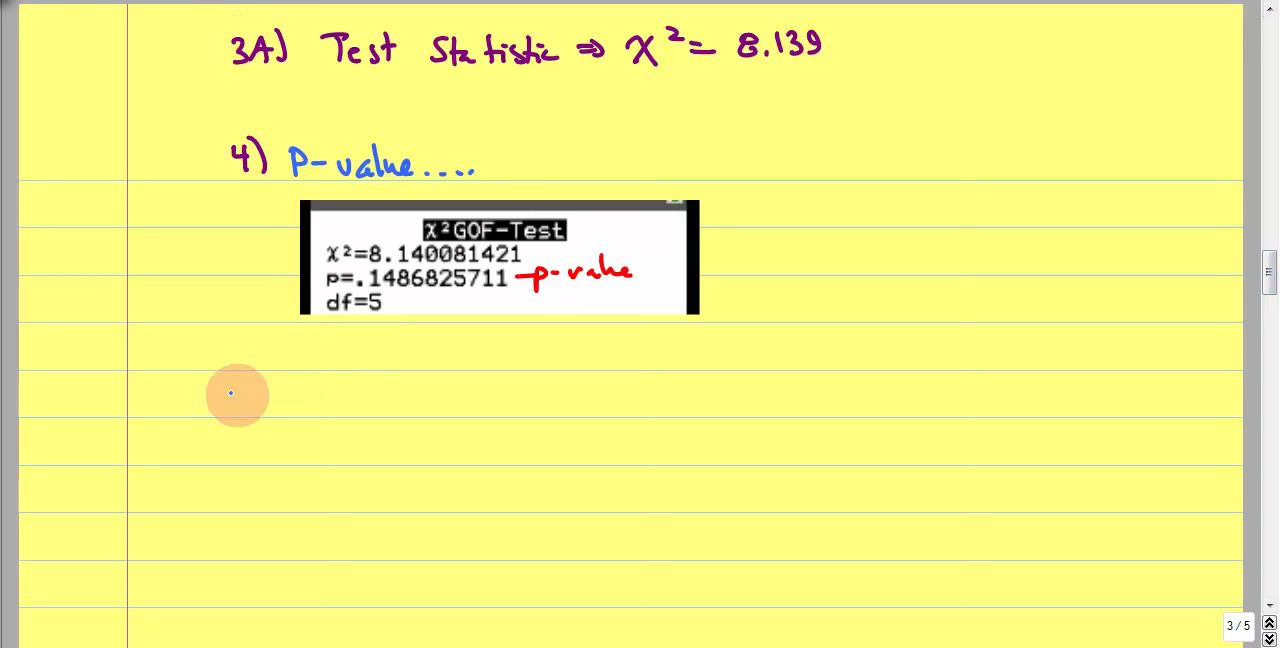 3A) Test Statistic ⇒ χ² = 8.139
4) P-value....
χ²GOF-Test
χ²=8.140081421
p=.1486825711 –p-value
df=5
3 / 5